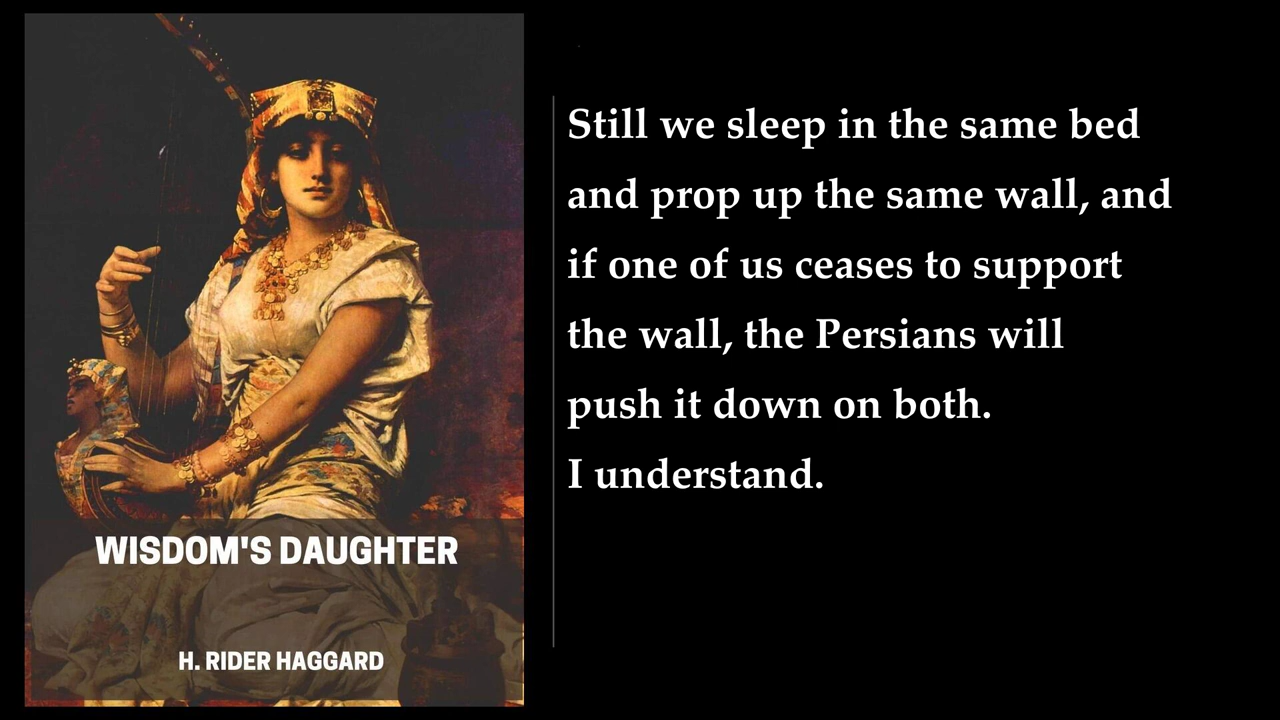 WISDOM'S DAUGHTER
H. RIDER HAGGARD
Still we sleep in the same bed
and prop up the same wall, and
if one of us ceases to support
the wall, the Persians will
push it down on both.
I understand.